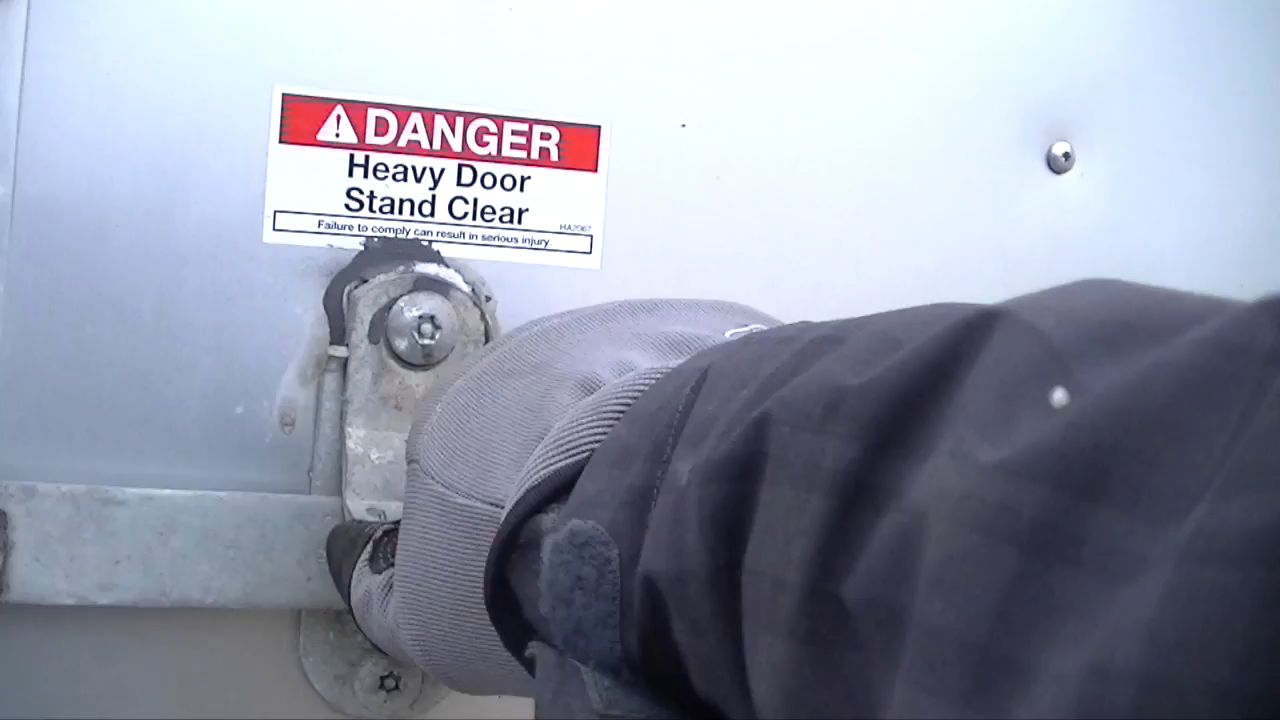 DANGER
Heavy Door
Stand Clear
HA2067
Failure to comply can result in serious injury.